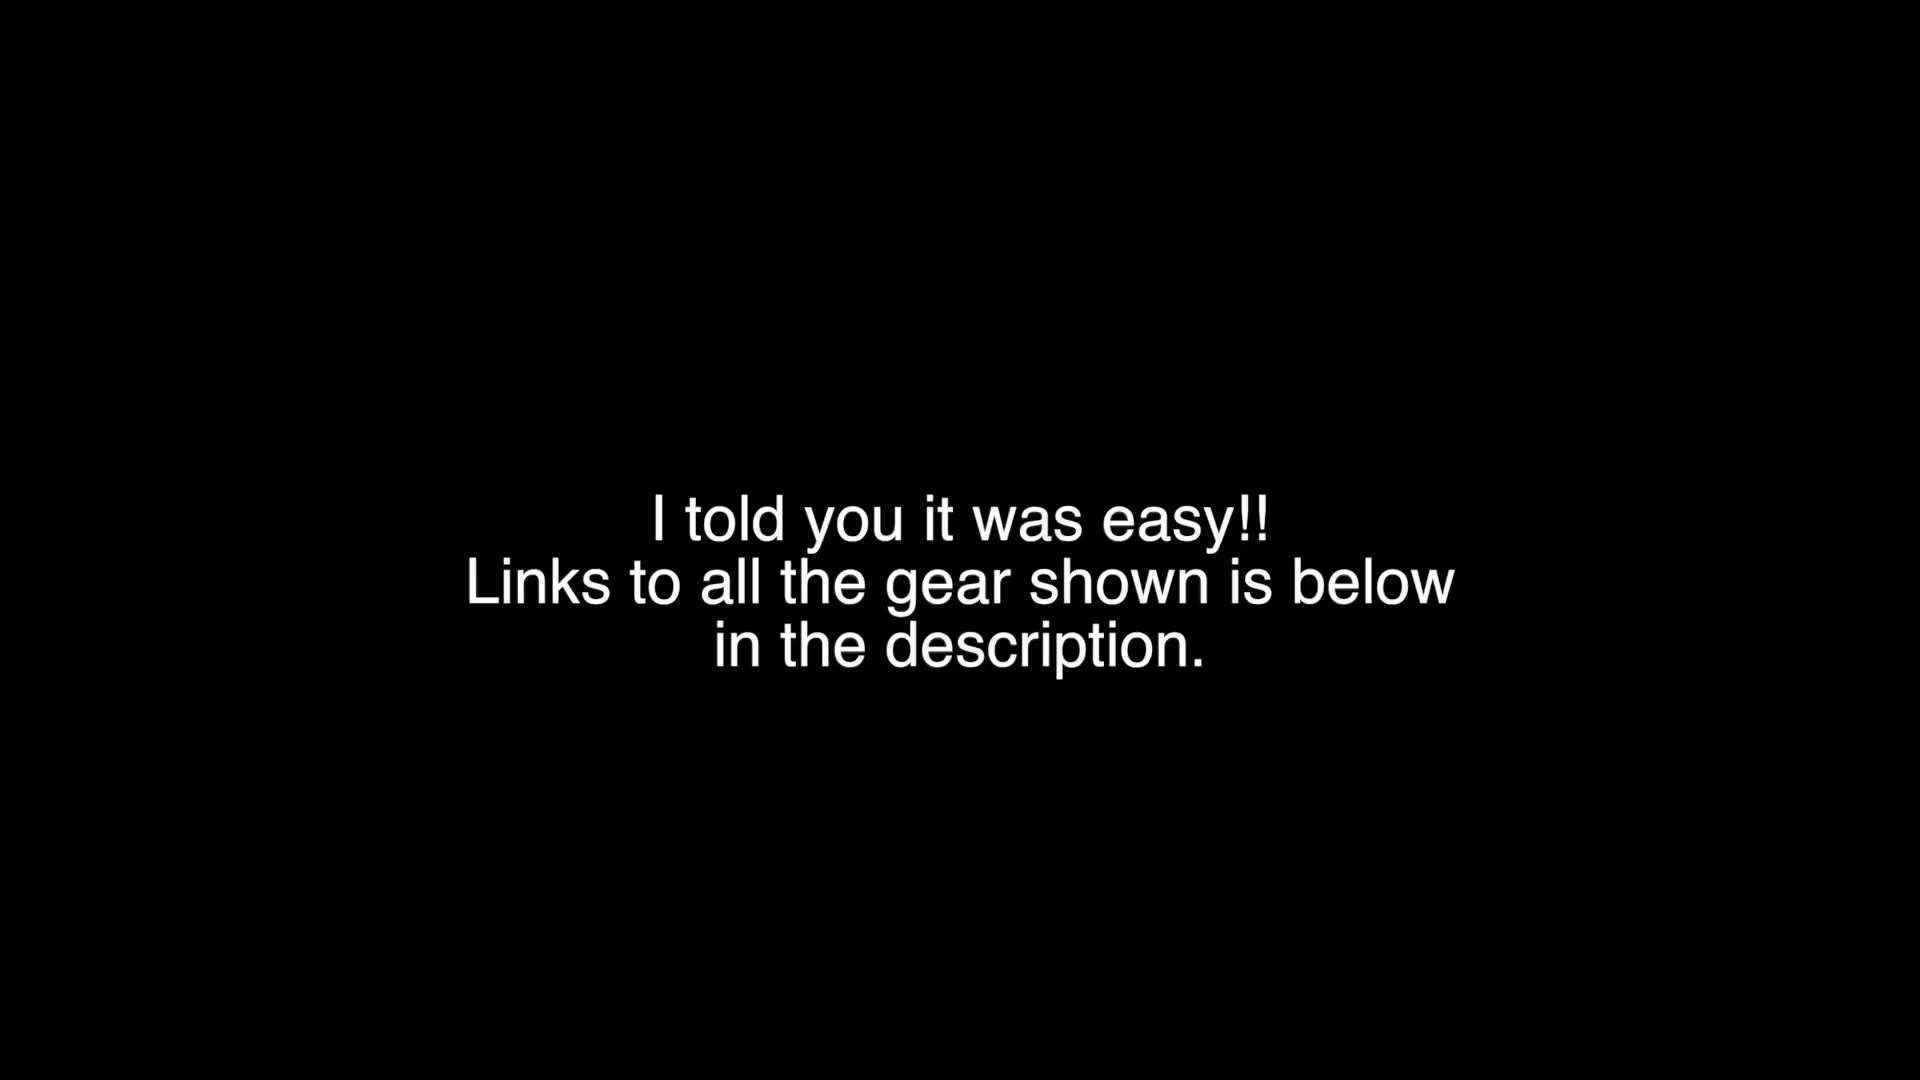 I told you it was easy!!
Links to all the gear shown is below
in the description.